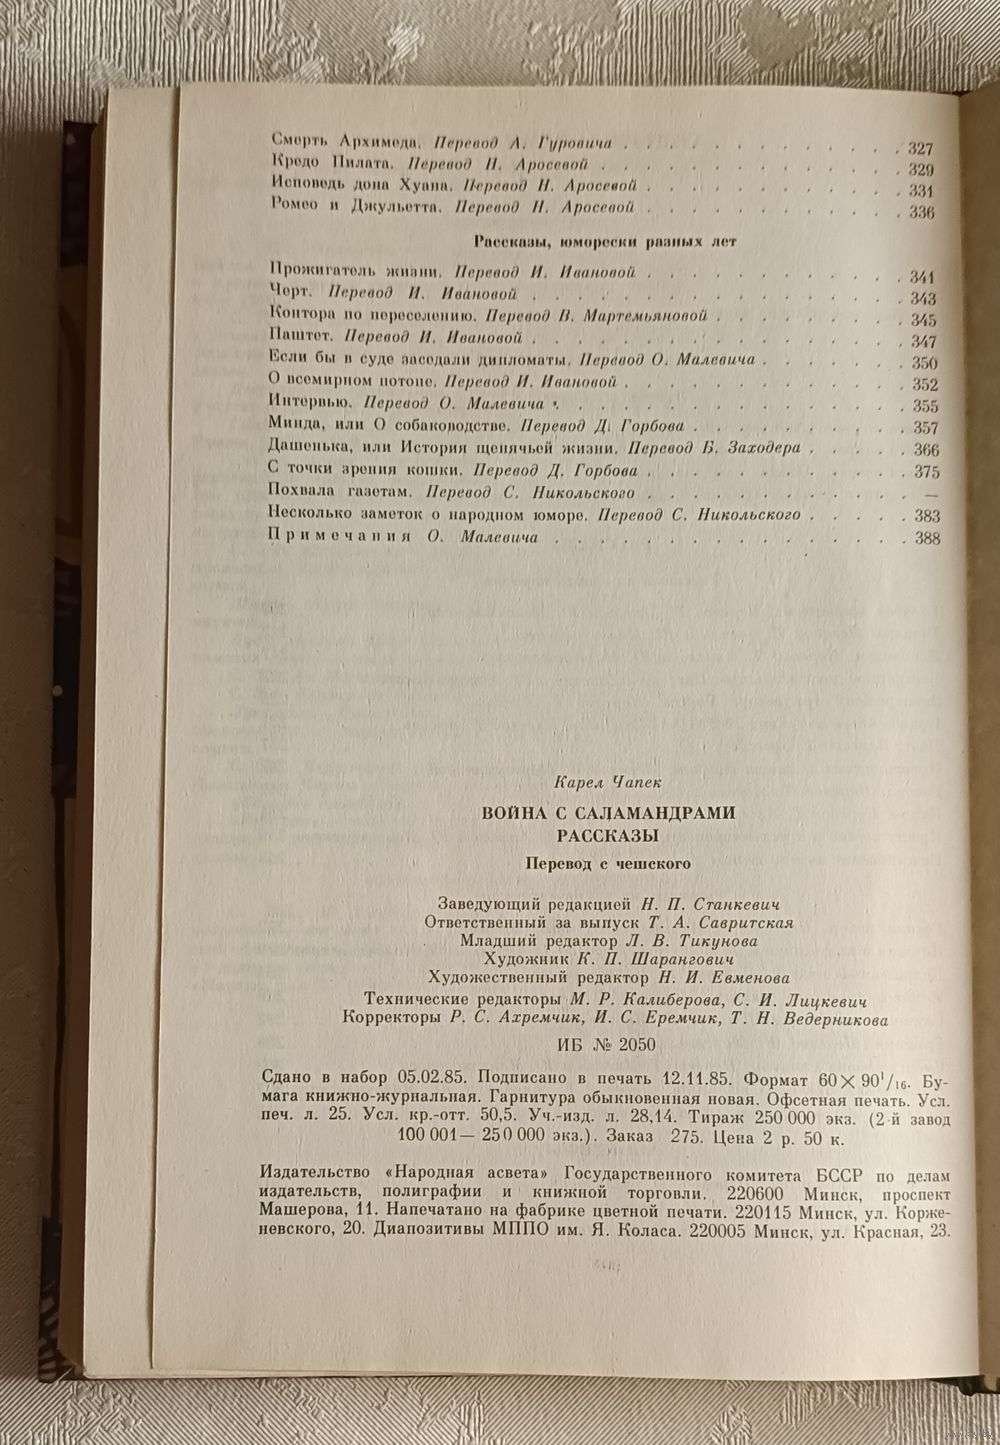 Смерть Архимеда. Перевод А. Гуровича . . . . . . . . . . . . . 327
Кредо Пилата. Перевод Н. Аросевой . . . . . . . . . . . . . . 329
Исповедь дона Хуана. Перевод Н. Аросевой . . . . . . . . . . . . 331
Ромео и Джульетта. Перевод Н. Аросевой . . . . . . . . . . . . 336
Рассказы, юморески разных лет
Прожигатель жизни. Перевод И. Ивановой . . . . . . . . . . . . 341
Черт. Перевод И. Ивановой . . . . . . . . . . . . . . . . . 343
Контора по переселению. Перевод В. Мартемьяновой . . . . . . . . . 345
Паштет. Перевод И. Ивановой . . . . . . . . . . . . . . . . . 347
Если бы в суде заседали дипломаты. Перевод О. Малевича . . . . . . . 350
О всемирном потопе. Перевод И. Ивановой . . . . . . . . . . . . . 352
Интервью. Перевод О. Малевича . . . . . . . . . . . . . . . . 355
Минда, или О собаководстве. Перевод Д. Горбова . . . . . . . . . . 357
Дашенька, или История щенячьей жизни. Перевод Б. Заходера . . . . . 366
С точки зрения кошки. Перевод Д. Горбова . . . . . . . . . . . . 375
Похвала газетам. Перевод С. Никольского . . . . . . . . . . . . —
Несколько заметок о народном юморе. Перевод С. Никольского . . . . . 383
Примечания О. Малевича . . . . . . . . . . . . . . . . 388
Карел Чапек
ВОЙНА С САЛАМАНДРАМИ
РАССКАЗЫ
Перевод с чешского
Заведующий редакцией Н. П. Станкевич
Ответственный за выпуск Т. А. Савритская
Младший редактор Л. В. Тикунова
Художник К. П. Шарангович
Художественный редактор Н. И. Евменова
Технические редакторы М. Р. Калиберова, С. И. Лицкевич
Корректоры Р. С. Ахремчик, И. С. Еремчик, Т. Н. Ведерникова
ИБ № 2050
Сдано в набор 05.02.85. Подписано в печать 12.11.85. Формат 60×90¹/₁₆. Бу-
мага книжно-журнальная. Гарнитура обыкновенная новая. Офсетная печать. Усл.
печ. л. 25. Усл. кр.-отт. 50,5. Уч.-изд. л. 28,14. Тираж 250 000 экз. (2-й завод
100 001— 250 000 экз.). Заказ 275. Цена 2 р. 50 к.
Издательство «Народная асвета» Государственного комитета БССР по делам
издательств, полиграфии и книжной торговли. 220600 Минск, проспект
Машерова, 11. Напечатано на фабрике цветной печати. 220115 Минск, ул. Корже-
невского, 20. Диапозитивы МППО им. Я. Коласа. 220005 Минск, ул. Красная, 23.